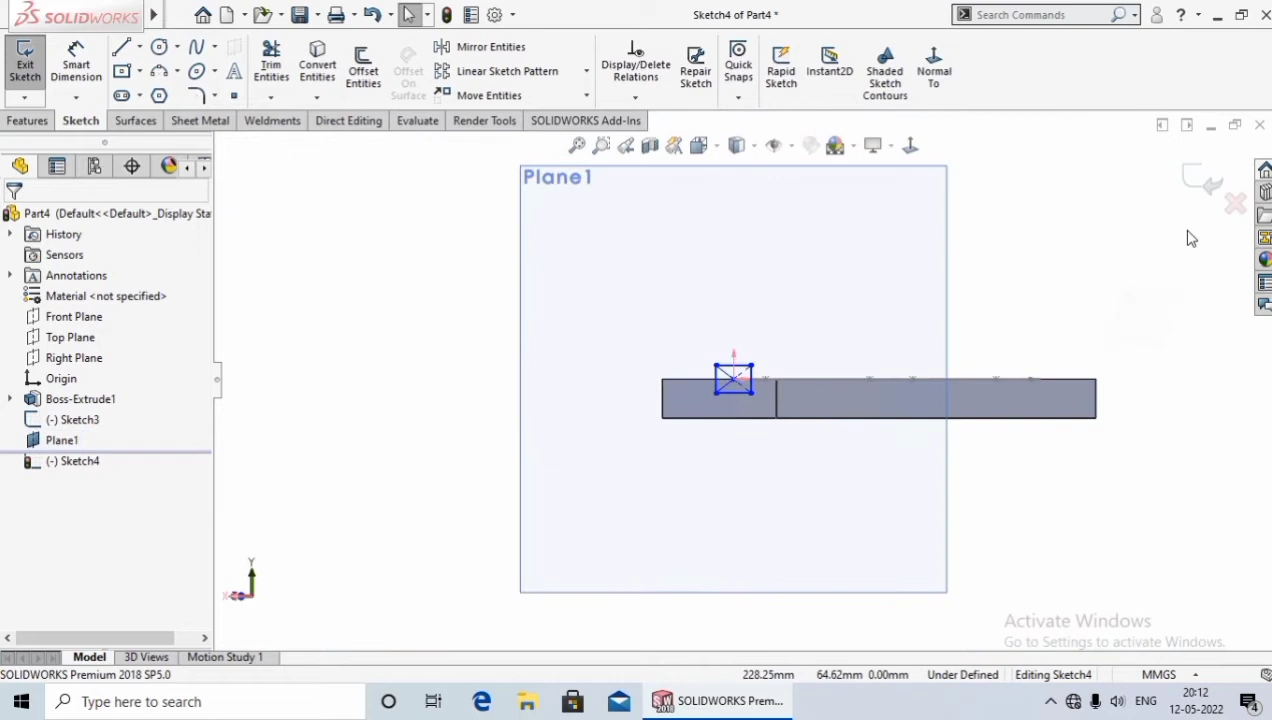 SOLIDWORKS
Sketch4 of Part4 *
Search Commands
Exit Sketch
Smart Dimension
Trim Entities
Convert Entities
Offset Entities
Offset On Surface
Mirror Entities
Linear Sketch Pattern
Move Entities
Display/Delete Relations
Repair Sketch
Quick Snaps
Rapid Sketch
Instant2D
Shaded Sketch Contours
Normal To
Features Sketch Surfaces Sheet Metal Weldments Direct Editing Evaluate Render Tools SOLIDWORKS Add-Ins
Plane1
Part4 (Default<<Default>_Display Sta
History
Sensors
Annotations
Material <not specified>
Front Plane
Top Plane
Right Plane
Origin
Boss-Extrude1
(-) Sketch3
Plane1
(-) Sketch4
Y
X
Activate Windows
Go to Settings to activate Windows.
Model 3D Views Motion Study 1
SOLIDWORKS Premium 2018 SP5.0 228.25mm 64.62mm 0.00mm Under Defined Editing Sketch4 MMGS
Type here to search
SOLIDWORKS Prem...
ENG
20:12
12-05-2022
4